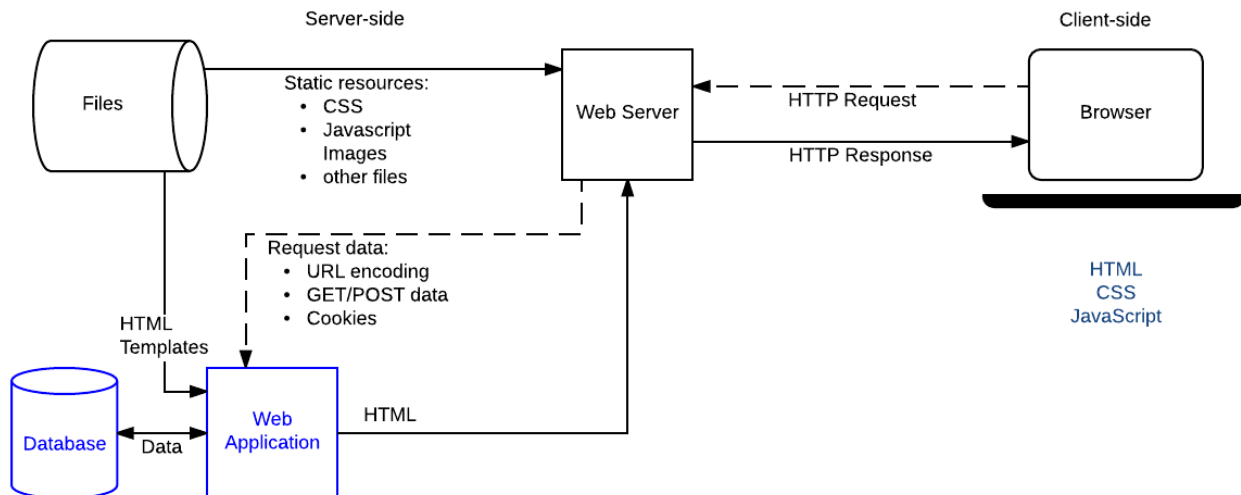 Server-side
Client-side
Files
Static resources:
• CSS
• Javascript
Images
• other files
Web Server
HTTP Request
HTTP Response
Browser
Request data:
• URL encoding
• GET/POST data
• Cookies
HTML
CSS
JavaScript
HTML
Templates
Database
Data
Web
Application
HTML